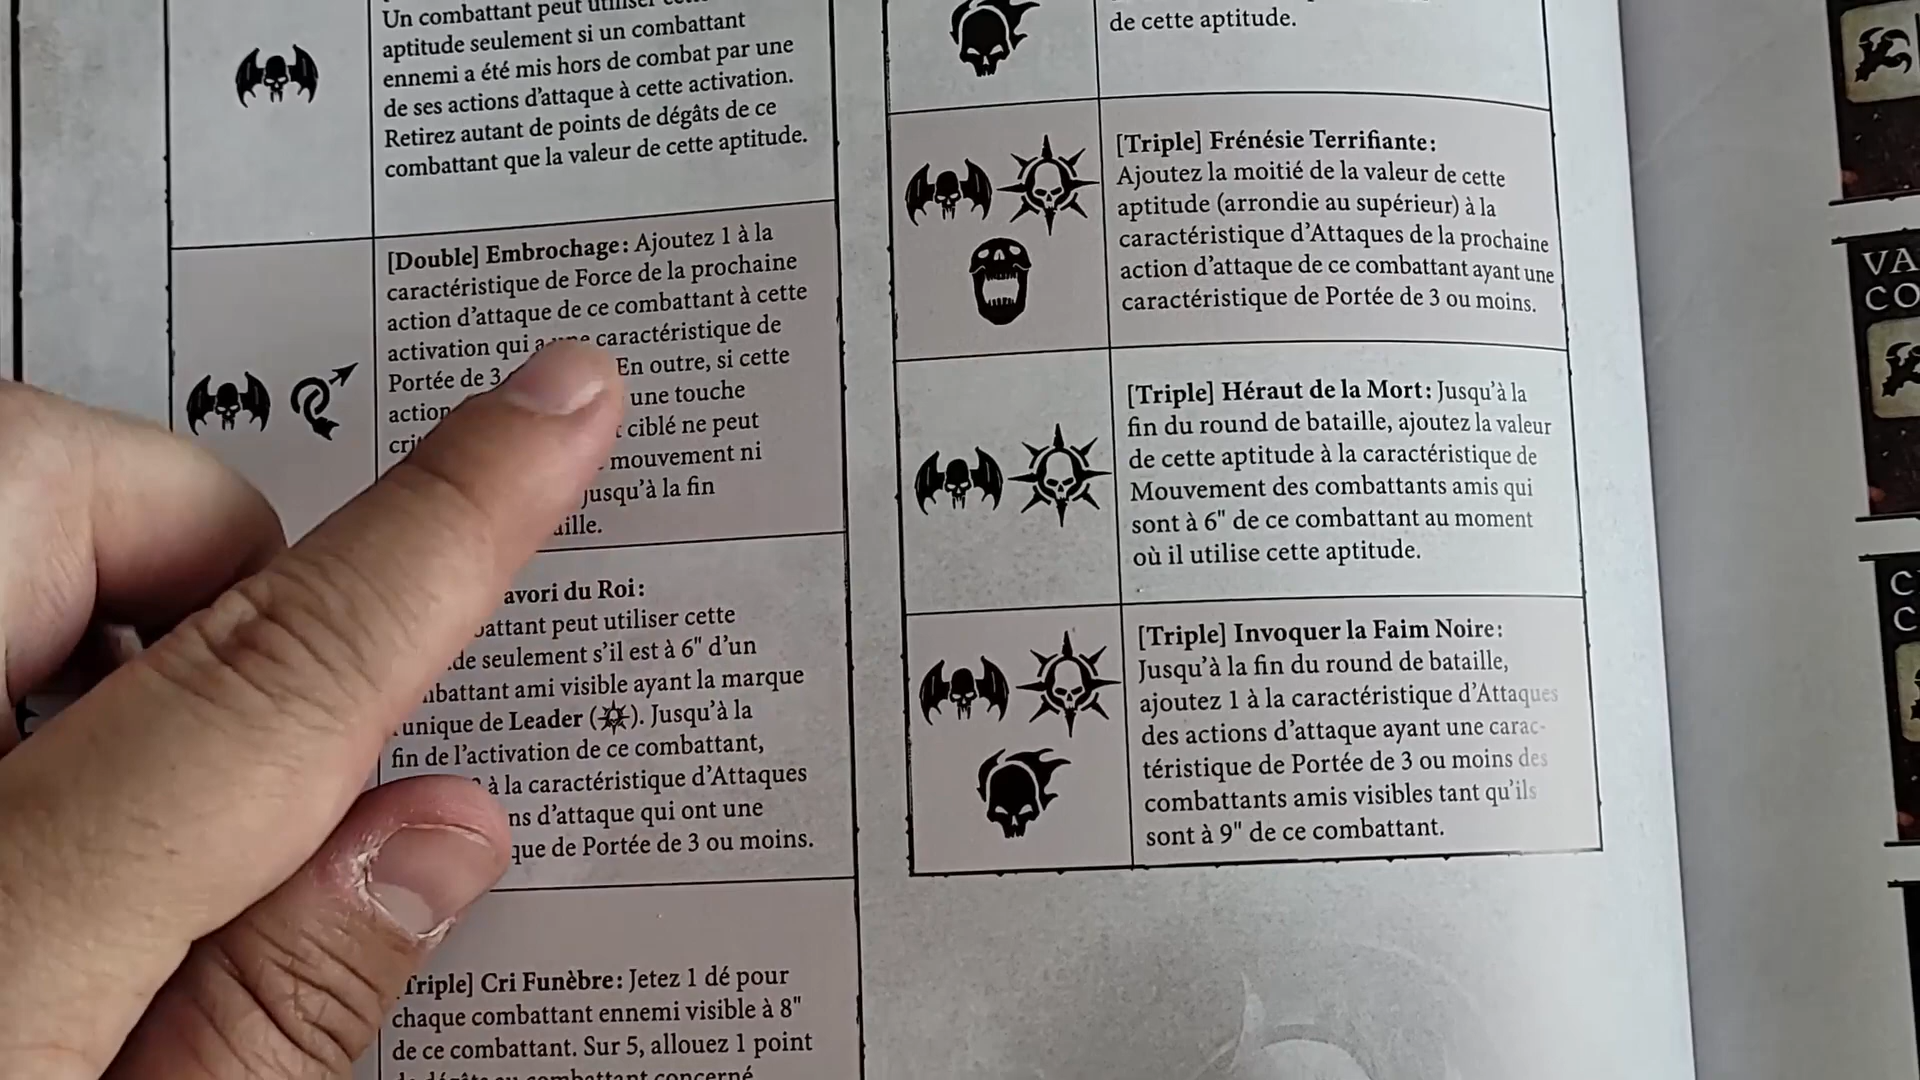 Un combattant peut utiliser
aptitude seulement si un combattant
ennemi a été mis hors de combat par une
de ses actions d'attaque à cette activation.
Retirez autant de points de dégâts de ce
combattant que la valeur de cette aptitude.
[Double] Embrochage: Ajoutez 1 à la
caractéristique de Force de la prochaine
action d'attaque de ce combattant à cette
activation qui a une caractéristique de
Portée de 3 En outre, si cette
action une touche
ciblé ne peut
mouvement ni
jusqu'à la fin
avori du Roi:
peut utiliser cette
seulement s'il est à 6" d'un
ami visible ayant la marque
unique de Leader ( ). Jusqu'à la
fin de l'activation de ce combattant,
à la caractéristique d'Attaques
d'attaque qui ont une
de Portée de 3 ou moins.
Triple] Cri Funèbre: Jetez 1 dé pour
chaque combattant ennemi visible à 8"
de ce combattant. Sur 5, allouez 1 point
combattant concerné
de cette aptitude.
[Triple] Frénésie Terrifiante:
Ajoutez la moitié de la valeur de cette
aptitude (arrondie au supérieur) à la
caractéristique d'Attaques de la prochaine
action d'attaque de ce combattant ayant une
caractéristique de Portée de 3 ou moins.
[Triple] Héraut de la Mort: Jusqu'à la
fin du round de bataille, ajoutez la valeur
de cette aptitude à la caractéristique de
Mouvement des combattants amis qui
sont à 6" de ce combattant au moment
où il utilise cette aptitude.
[Triple] Invoquer la Faim Noire:
Jusqu'à la fin du round de bataille,
ajoutez 1 à la caractéristique d'Attaques
des actions d'attaque ayant une carac-
téristique de Portée de 3 ou moins des
combattants amis visibles tant qu'ils
sont à 9" de ce combattant.
VA
CO
C
C